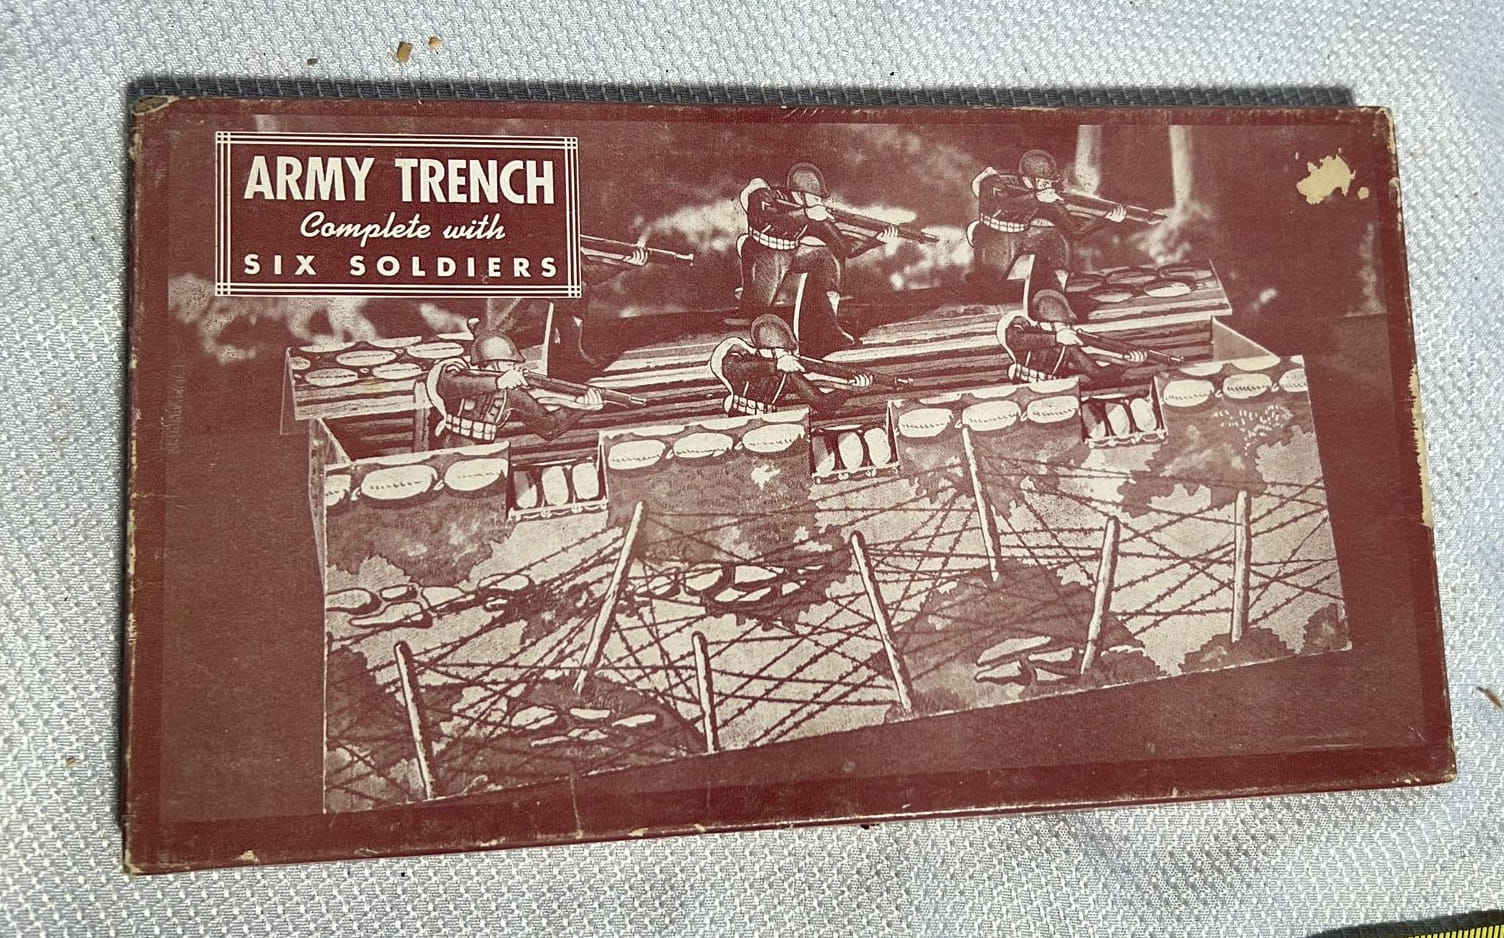 ARMY TRENCH
Complete with
SIX SOLDIERS